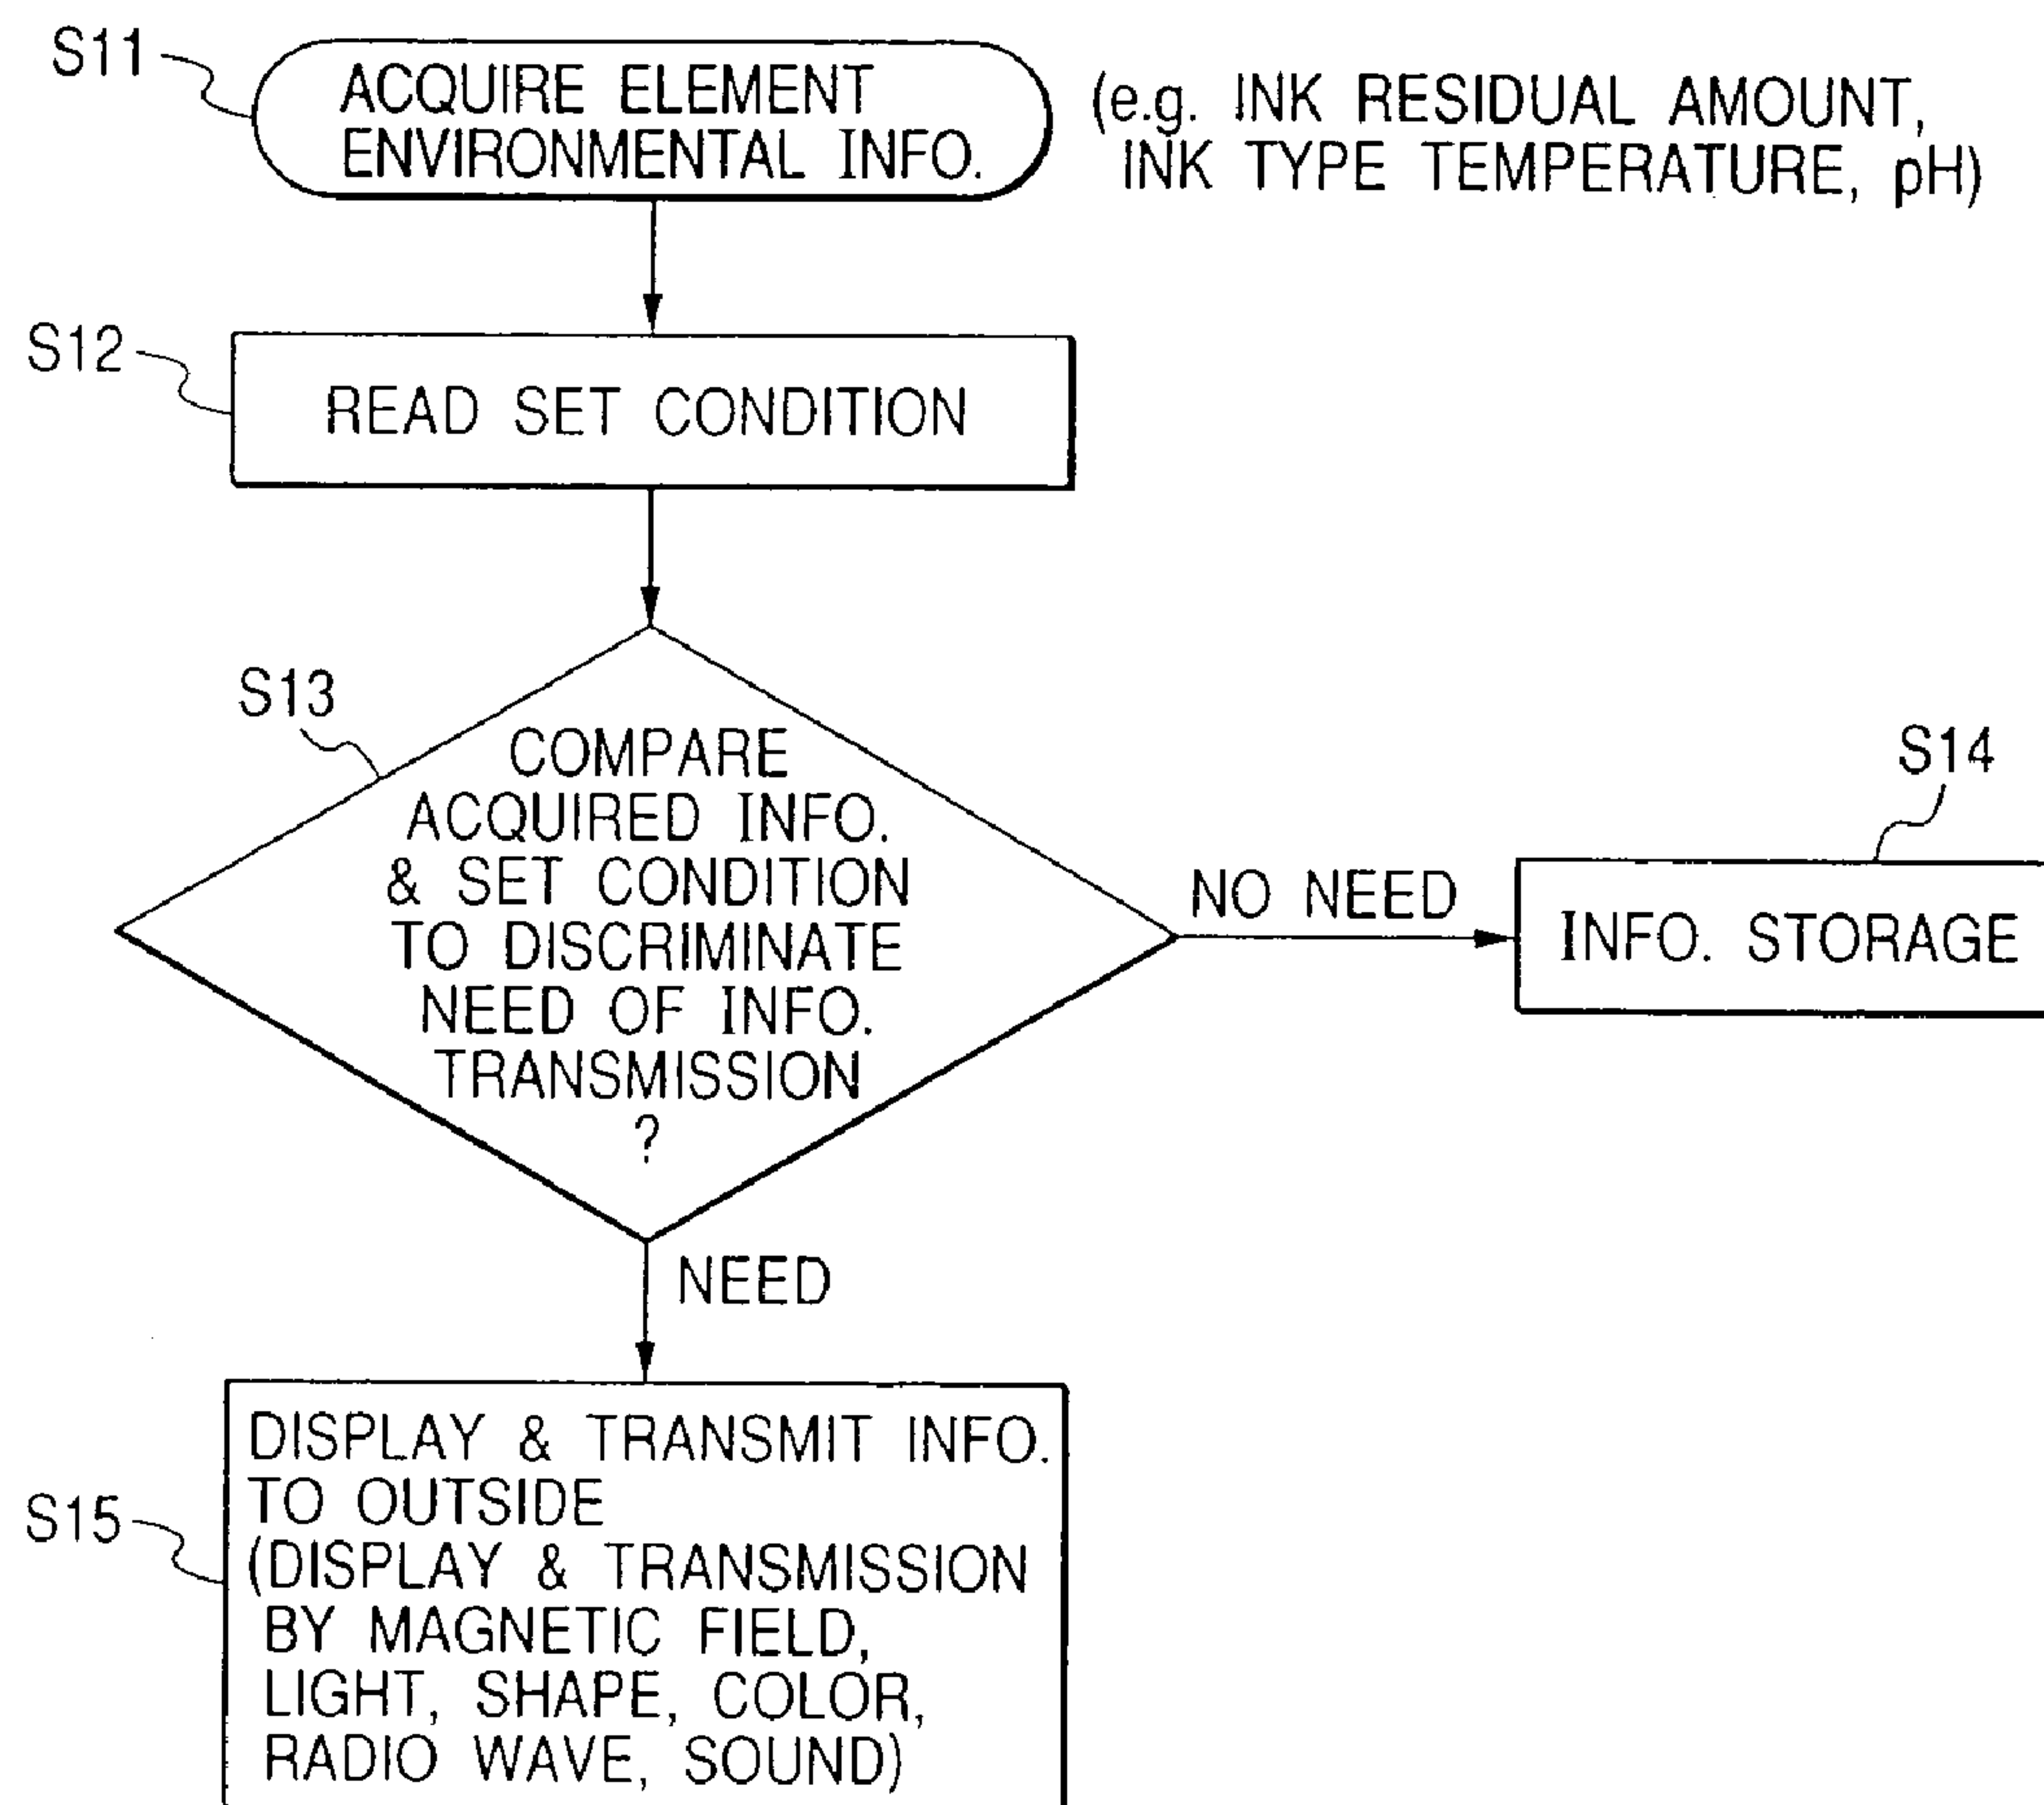 S11
ACQUIRE ELEMENT
ENVIRONMENTAL INFO.
(e.g. INK RESIDUAL AMOUNT,
INK TYPE TEMPERATURE, pH)
S12
READ SET CONDITION
S13
COMPARE
ACQUIRED INFO.
& SET CONDITION
TO DISCRIMINATE
NEED OF INFO.
TRANSMISSION
?
NO NEED
S14
INFO. STORAGE
NEED
S15
DISPLAY & TRANSMIT INFO.
TO OUTSIDE
(DISPLAY & TRANSMISSION
BY MAGNETIC FIELD,
LIGHT, SHAPE, COLOR,
RADIO WAVE, SOUND)